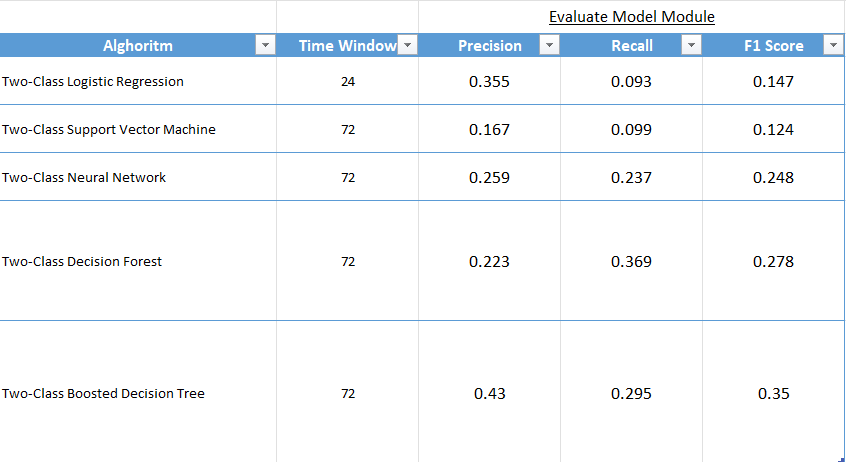 Evaluate Model Module
Alghoritm Time Window Precision Recall F1 Score
Two-Class Logistic Regression 24 0.355 0.093 0.147
Two-Class Support Vector Machine 72 0.167 0.099 0.124
Two-Class Neural Network 72 0.259 0.237 0.248
Two-Class Decision Forest 72 0.223 0.369 0.278
Two-Class Boosted Decision Tree 72 0.43 0.295 0.35